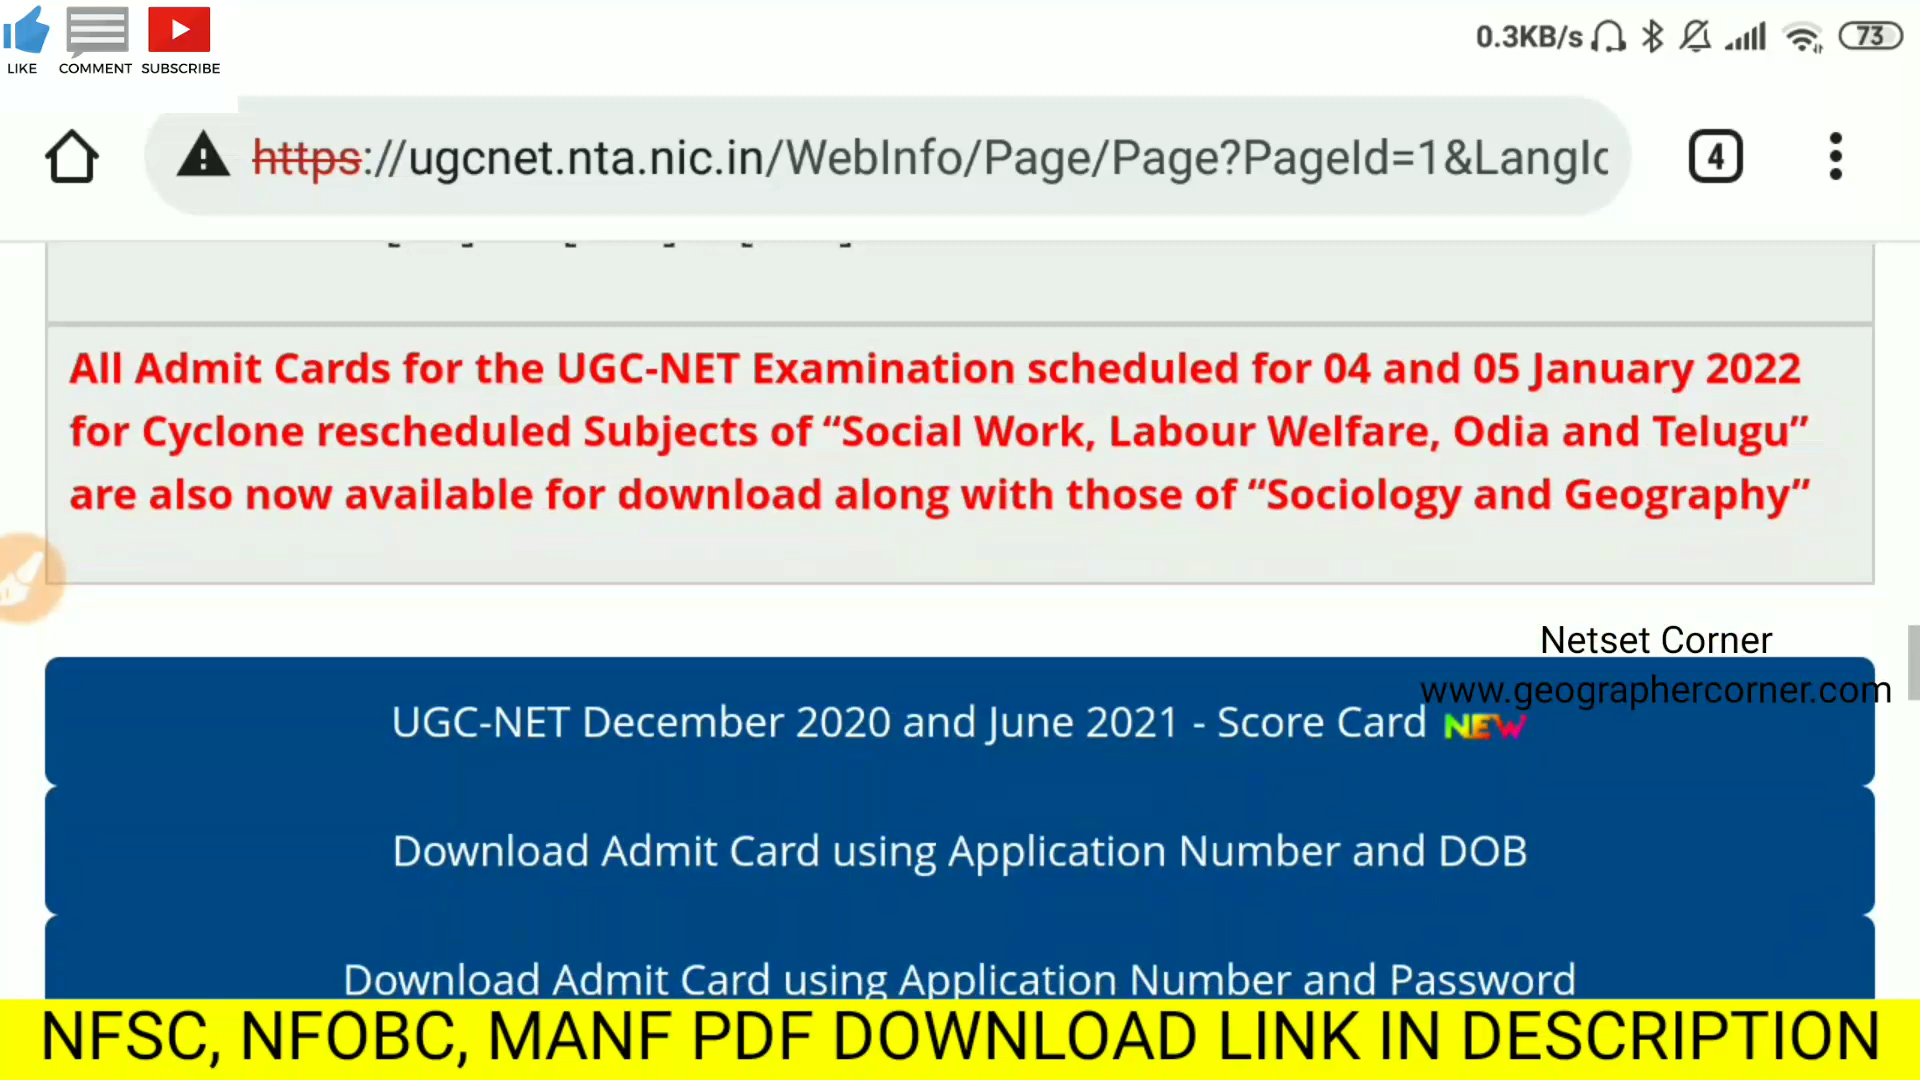 LIKE COMMENT SUBSCRIBE
0.3KB/s 73
https://ugcnet.nta.nic.in/WebInfo/Page/Page?PageId=1&LangId
4
All Admit Cards for the UGC-NET Examination scheduled for 04 and 05 January 2022
for Cyclone rescheduled Subjects of “Social Work, Labour Welfare, Odia and Telugu”
are also now available for download along with those of “Sociology and Geography”
Netset Corner
www.geographercorner.com
UGC-NET December 2020 and June 2021 - Score Card NEW
Download Admit Card using Application Number and DOB
Download Admit Card using Application Number and Password
NFSC, NFOBC, MANF PDF DOWNLOAD LINK IN DESCRIPTION